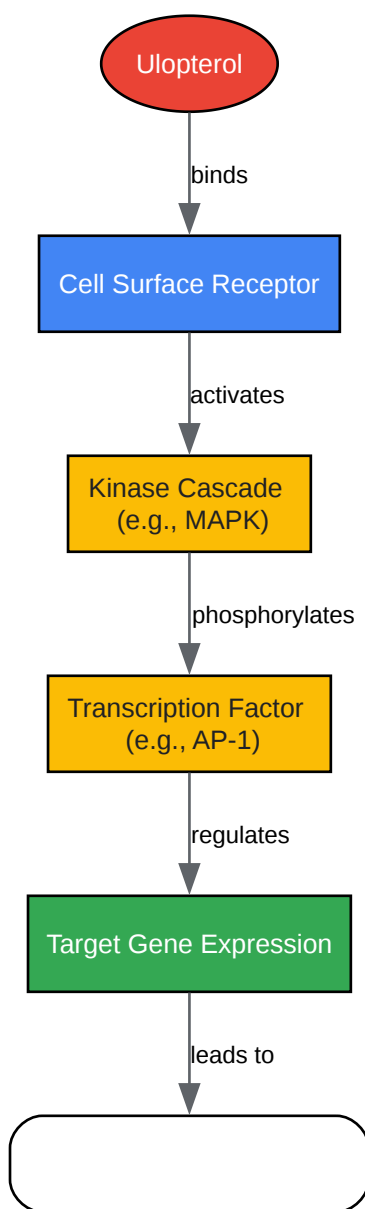 Ulopterol
binds
Cell Surface Receptor
activates
Kinase Cascade
(e.g., MAPK)
phosphorylates
Transcription Factor
(e.g., AP-1)
regulates
Target Gene Expression
leads to